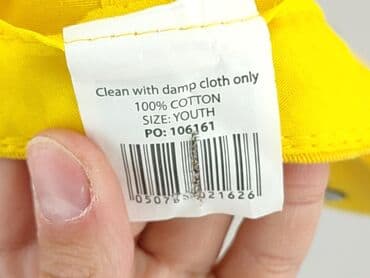 Clean with damp cloth only
100% COTTON
SIZE: YOUTH
PO: 106161